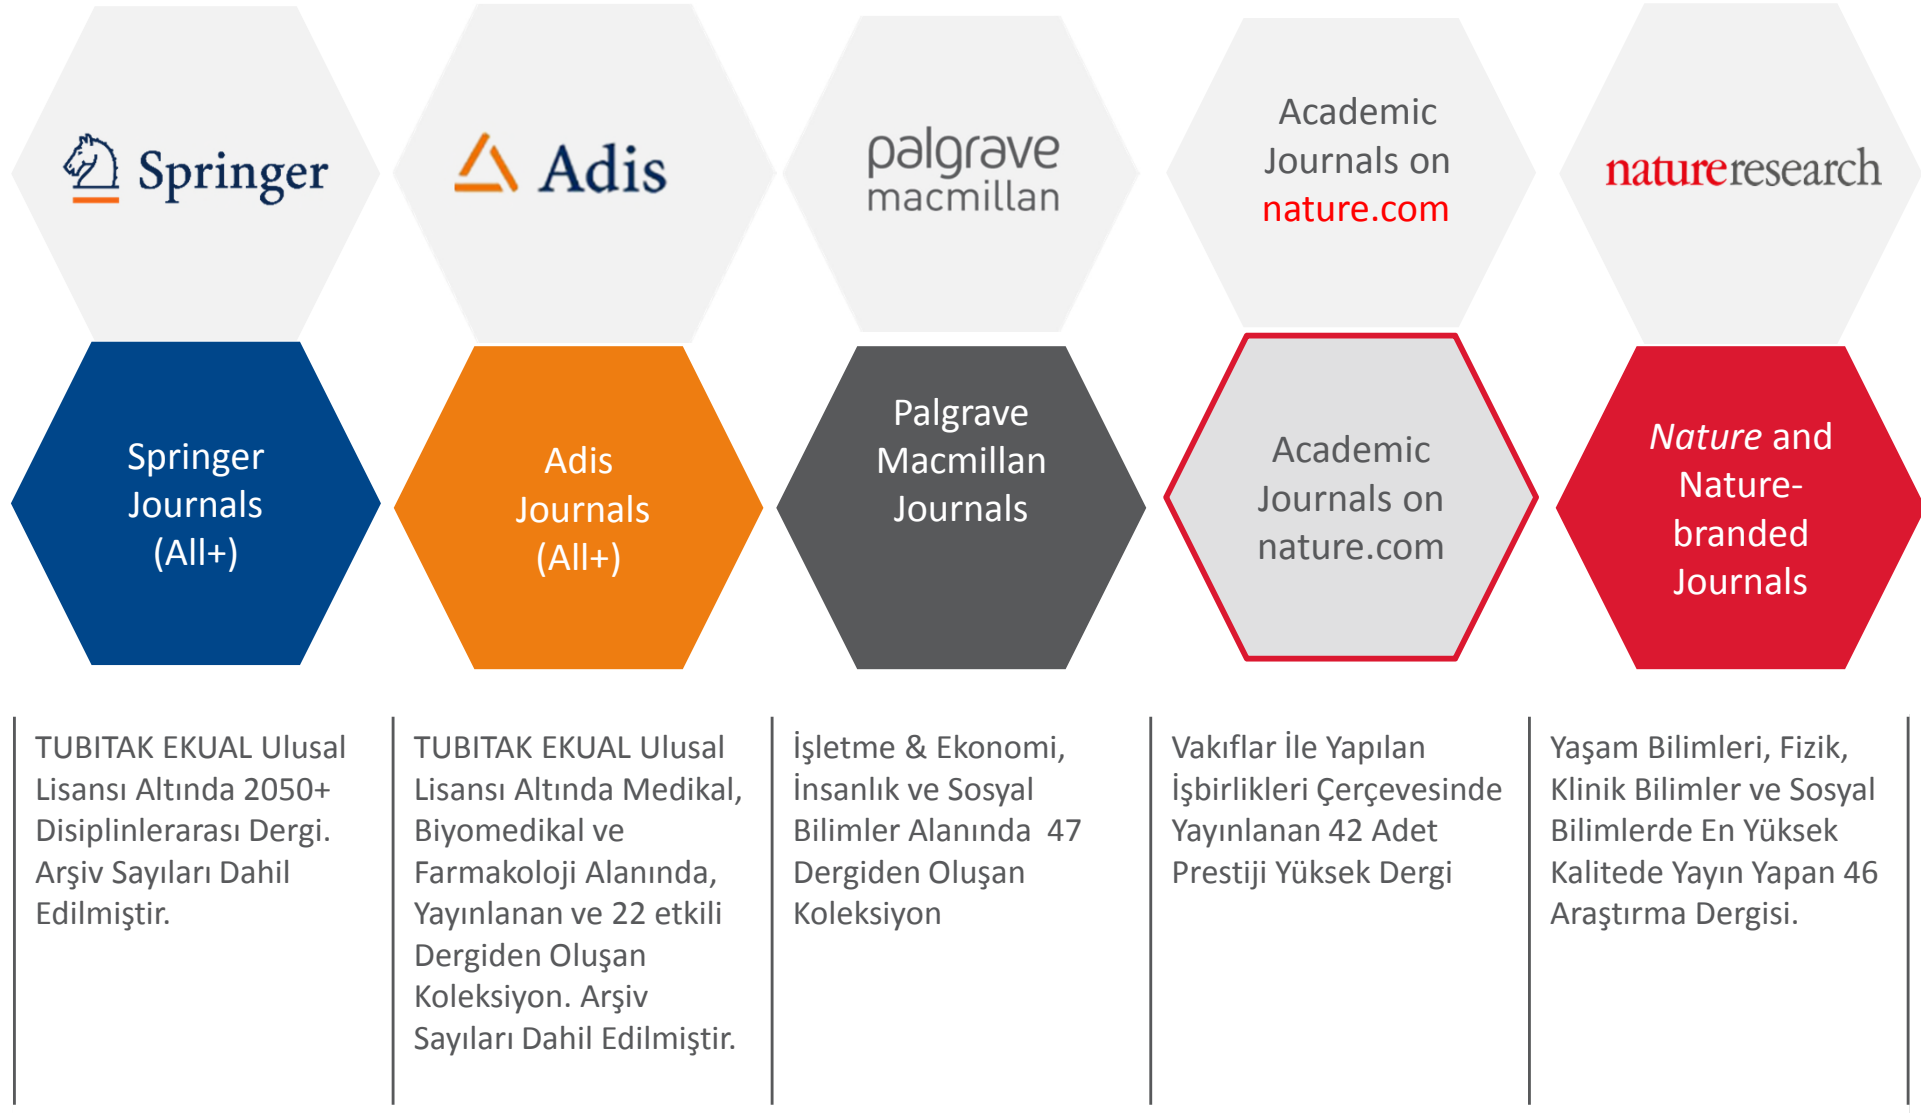 Springer
Adis
palgrave
macmillan
Academic
Journals on
nature.com
natureresearch
Springer
Journals
(All+)
Adis
Journals
(All+)
Palgrave
Macmillan
Journals
Academic
Journals on
nature.com
Nature and
Nature-
branded
Journals
TUBITAK EKUAL Ulusal
Lisansı Altında 2050+
Disiplinlerarası Dergi.
Arşiv Sayıları Dahil
Edilmiştir.
TUBITAK EKUAL Ulusal
Lisansı Altında Medikal,
Biyomedikal ve
Farmakoloji Alanında,
Yayınlanan ve 22 etkili
Dergiden Oluşan
Koleksiyon. Arşiv
Sayıları Dahil Edilmiştir.
İşletme & Ekonomi,
İnsanlık ve Sosyal
Bilimler Alanında 47
Dergiden Oluşan
Koleksiyon
Vakıflar İle Yapılan
İşbirlikleri Çerçevesinde
Yayınlanan 42 Adet
Prestiji Yüksek Dergi
Yaşam Bilimleri, Fizik,
Klinik Bilimler ve Sosyal
Bilimlerde En Yüksek
Kalitede Yayın Yapan 46
Araştırma Dergisi.